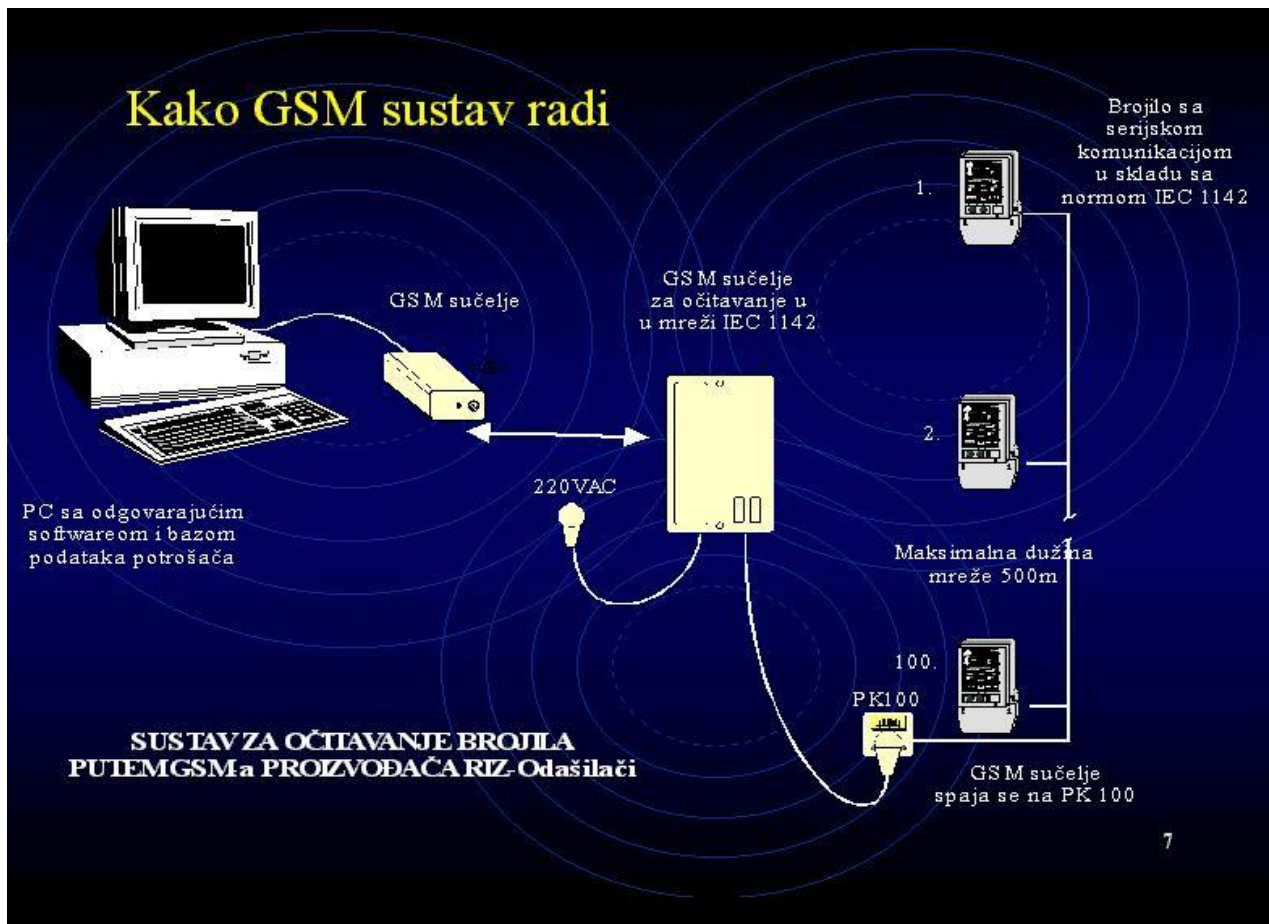 Kako GSM sustav radi
Brojilo sa
serijskom
komunikacijom
u skladu sa
normom IEC 1142
1.
GSM sučelje
GSM sučelje
za očitavanje u
u mreži IEC 1142
2.
220VAC
PC sa odgovarajućim
softwareom i bazom
podataka potrošača
Maksimalna dužina
mreže 500m
100.
PK100
SUSTAV ZA OČITAVANJE BROJILA
PUTEM GSM-a PROIZVOĐAČA RIZ-Odašilači
GSM sučelje
spaja se na PK 100
7